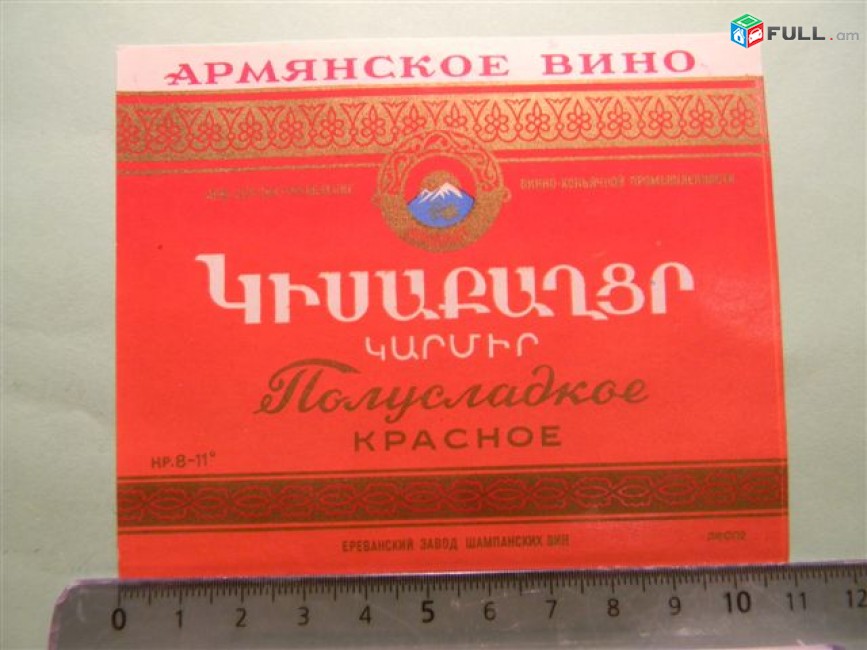 FULL.am
АРМЯНСКОЕ ВИНО
ВИННО-КОНЬЯЧНОЙ ПРОМЫШЛЕННОСТИ
ԿԻՍԱՔԱՂՑՐ
ԿԱՐՄԻՐ
Полусладкое
КРАСНОЕ
НР.8-11°
ЕРЕВАНСКИЙ ЗАВОД ШАМПАНСКИХ ВИН
0 1 2 3 4 5 6 7 8 9 10 11 12